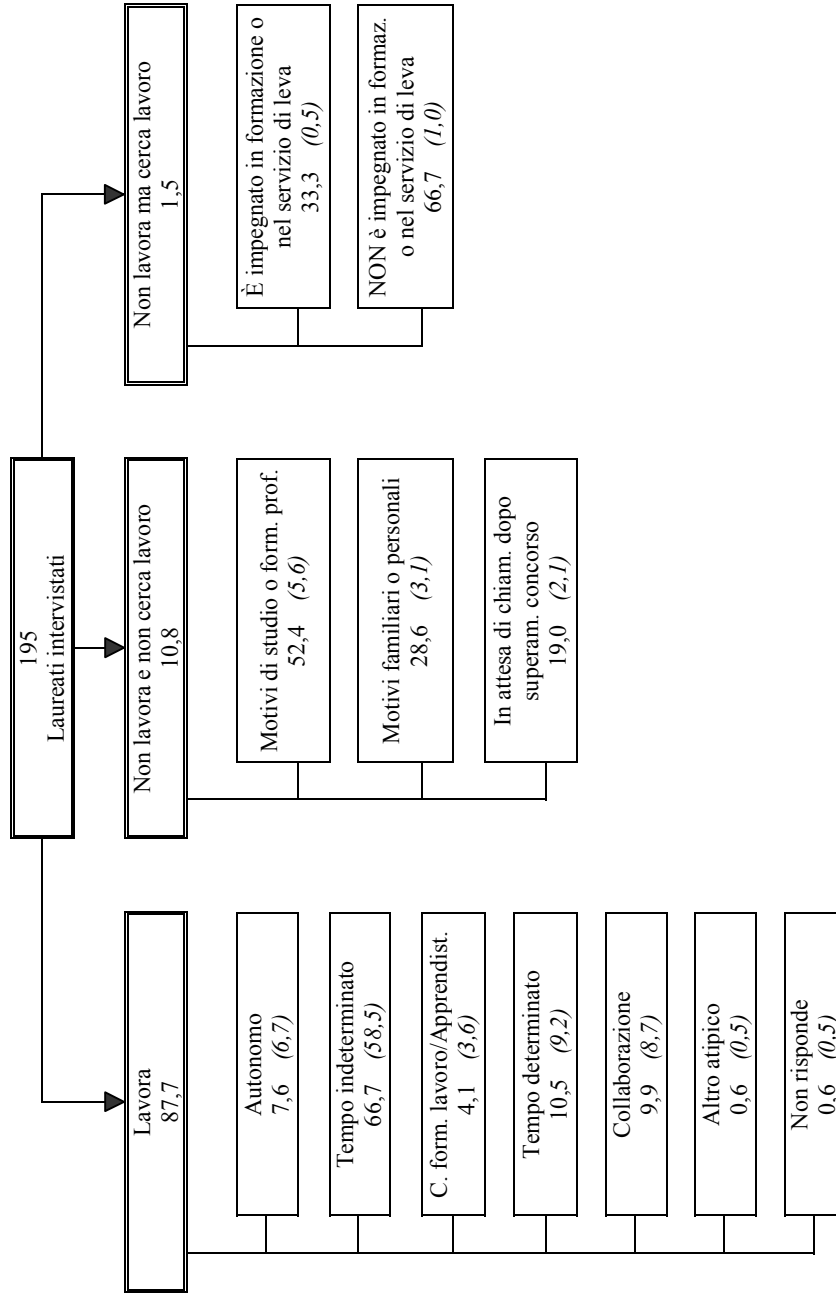 195
Laureati intervistati
Lavora
87,7
Autonomo
7,6 (6,7)
Tempo indeterminato
66,7 (58,5)
C. form. lavoro/Apprendist.
4,1 (3,6)
Tempo determinato
10,5 (9,2)
Collaborazione
9,9 (8,7)
Altro atipico
0,6 (0,5)
Non risponde
0,6 (0,5)
Non lavora e non cerca lavoro
10,8
Motivi di studio o form. prof.
52,4 (5,6)
Motivi familiari o personali
28,6 (3,1)
In attesa di chiam. dopo
superam. concorso
19,0 (2,1)
Non lavora ma cerca lavoro
1,5
È impegnato in formazione o
nel servizio di leva
33,3 (0,5)
NON è impegnato in formaz.
o nel servizio di leva
66,7 (1,0)